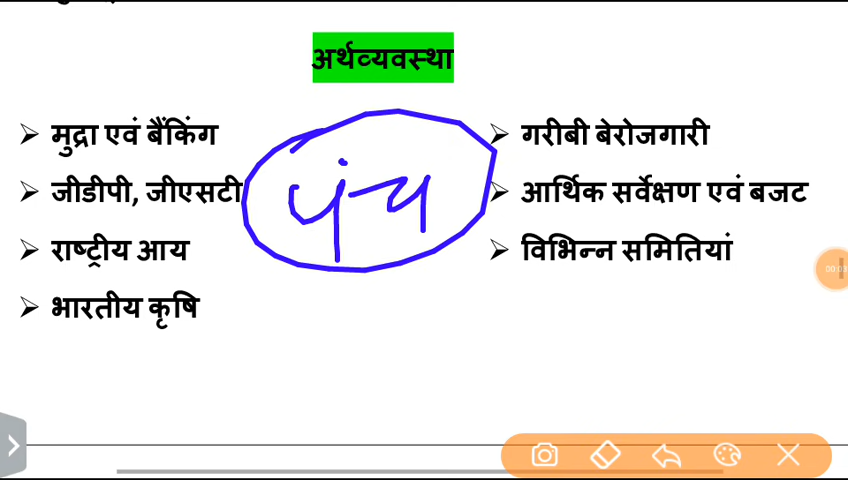 अर्थव्यवस्था
➢ मुद्रा एवं बैंकिंग
➢ जीडीपी, जीएसटी
➢ राष्ट्रीय आय
➢ भारतीय कृषि
➢ गरीबी बेरोजगारी
➢ आर्थिक सर्वेक्षण एवं बजट
➢ विभिन्न समितियां